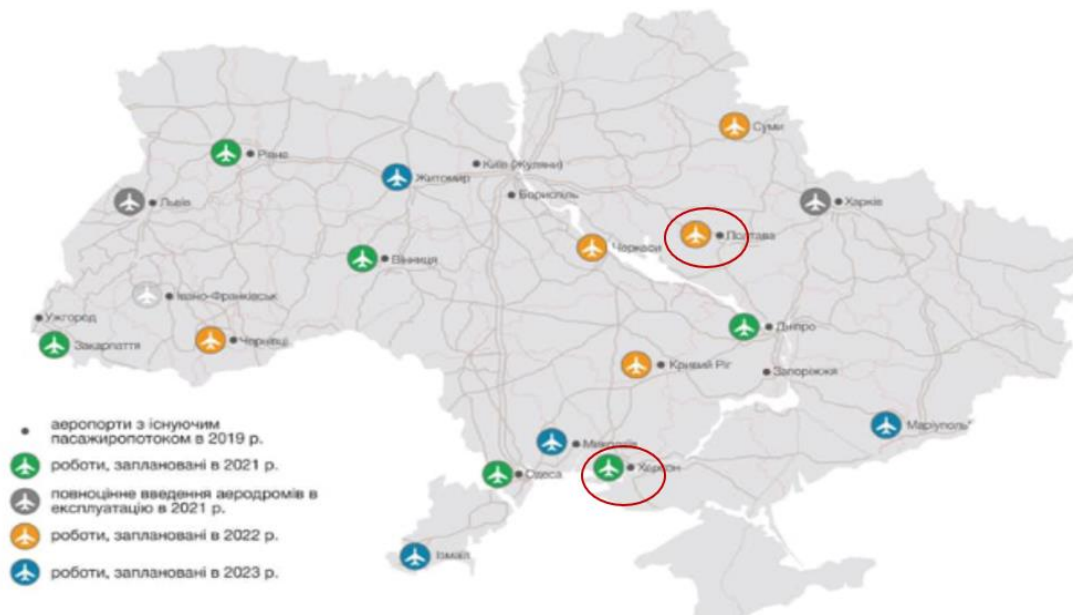 Суми
Рівне
Київ (Жуляни)
Житомир
Бориспіль
Львів
Харків
Полтава
Черкаси
Вінниця
Івано-Франківськ
Ужгород
Закарпаття
Чернівці
Дніпро
Кривий Ріг
Запоріжжя
Маріуполь*
Миколаїв
Херсон
Одеса
Ізмаїл
аеропорти з існуючим
пасажиропотоком в 2019 р.
роботи, заплановані в 2021 р.
повноцінне введення аеродромів в
експлуатацію в 2021 р.
роботи, заплановані в 2022 р.
роботи, заплановані в 2023 р.